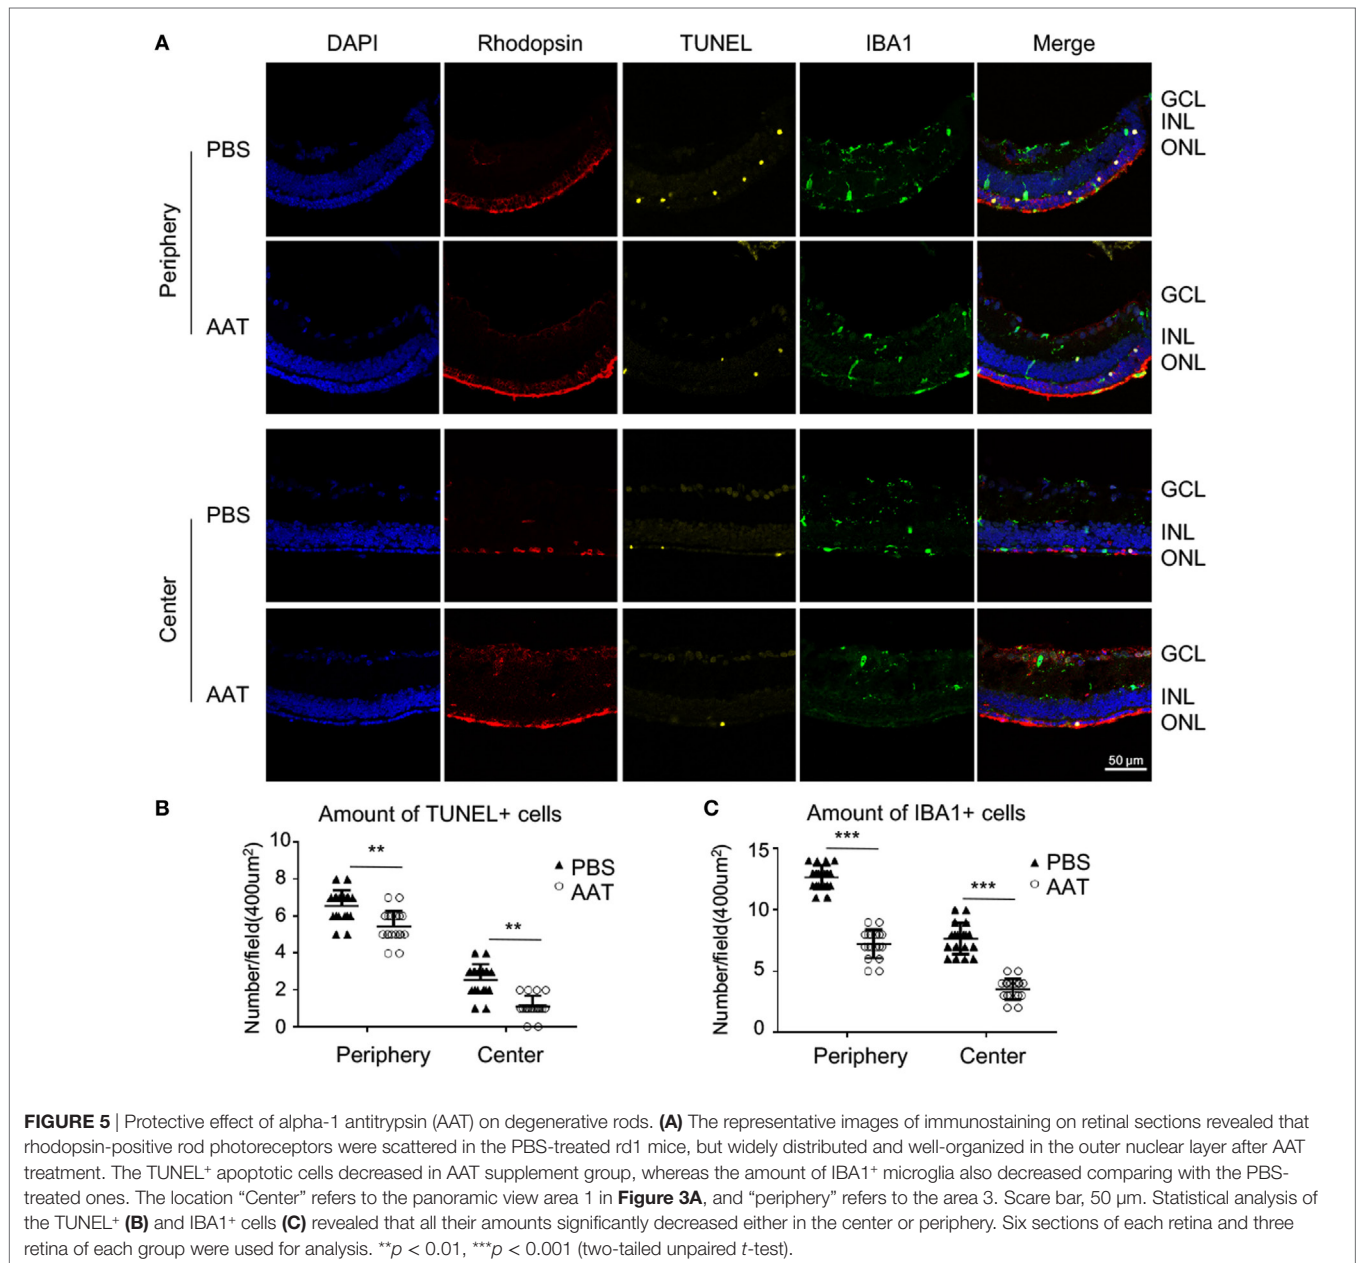 A
DAPI
Rhodopsin
TUNEL
IBA1
Merge
Periphery
PBS
GCL
INL
ONL
AAT
GCL
INL
ONL
Center
PBS
GCL
INL
ONL
AAT
GCL
INL
ONL
50 µm
B
Amount of TUNEL+ cells
Number/field(400um²)
10
8
6
4
2
0
**
**
PBS
AAT
Periphery
Center
C
Amount of IBA1+ cells
Number/field(400um²)
15
10
5
0
***
***
PBS
AAT
Periphery
Center
FIGURE 5 | Protective effect of alpha-1 antitrypsin (AAT) on degenerative rods. (A) The representative images of immunostaining on retinal sections revealed that
rhodopsin-positive rod photoreceptors were scattered in the PBS-treated rd1 mice, but widely distributed and well-organized in the outer nuclear layer after AAT
treatment. The TUNEL⁺ apoptotic cells decreased in AAT supplement group, whereas the amount of IBA1⁺ microglia also decreased comparing with the PBS-
treated ones. The location “Center” refers to the panoramic view area 1 in Figure 3A, and “periphery” refers to the area 3. Scare bar, 50 µm. Statistical analysis of
the TUNEL⁺ (B) and IBA1⁺ cells (C) revealed that all their amounts significantly decreased either in the center or periphery. Six sections of each retina and three
retina of each group were used for analysis. **p < 0.01, ***p < 0.001 (two-tailed unpaired t-test).